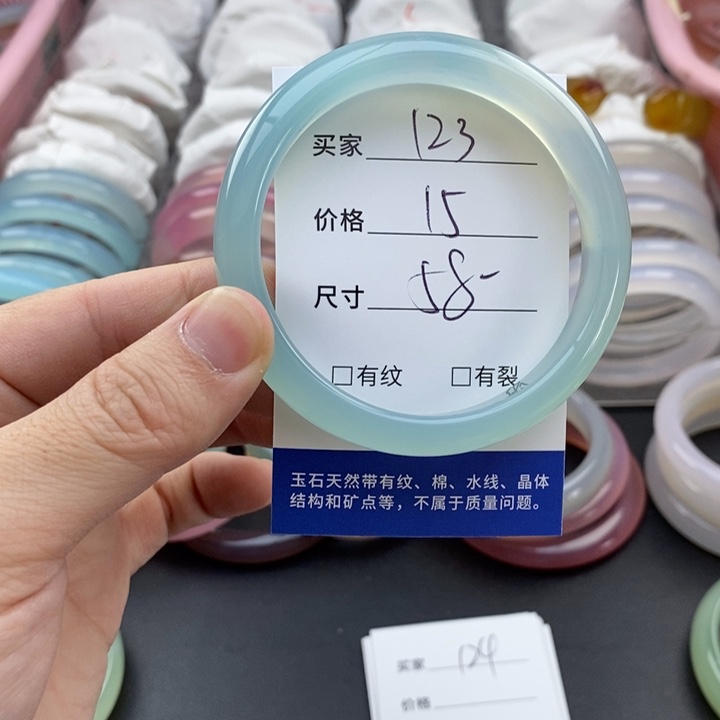 买家 123
价格 15
尺寸 58-
□有纹 □有裂
玉石天然带有纹、棉、水线、晶体
结构和矿点等，不属于质量问题。
买家 124
价格